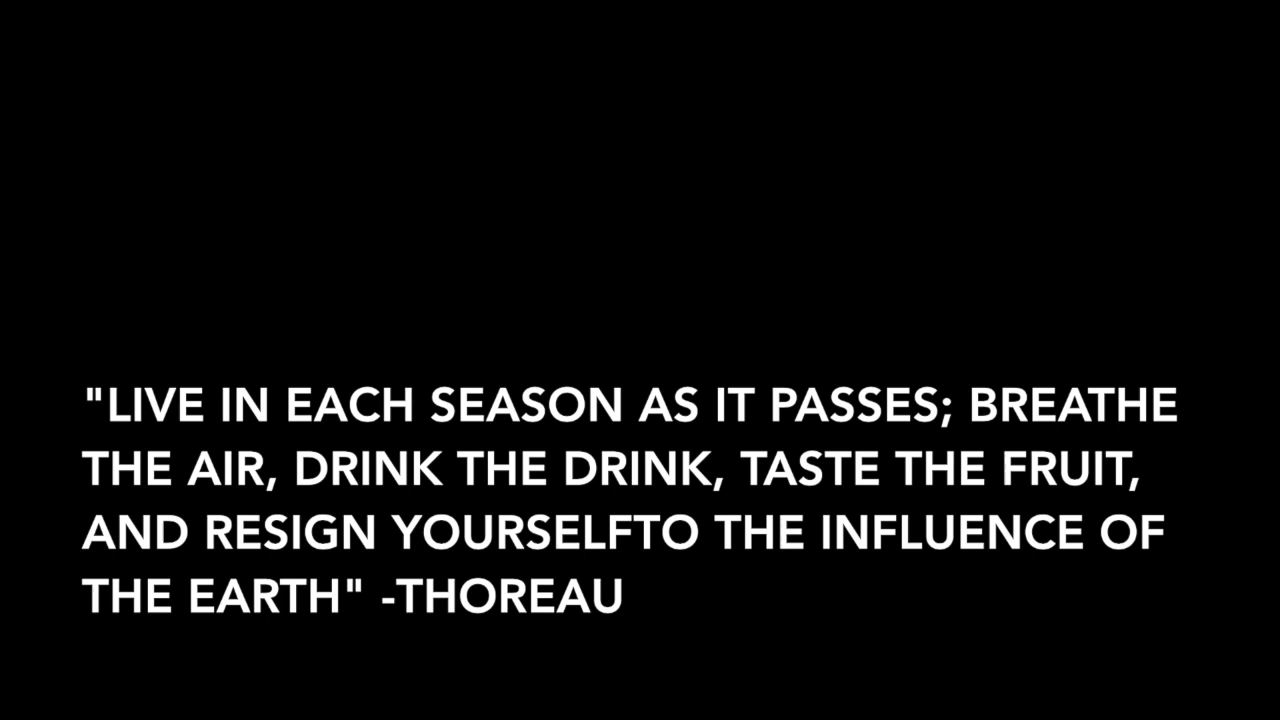 "LIVE IN EACH SEASON AS IT PASSES; BREATHE
THE AIR, DRINK THE DRINK, TASTE THE FRUIT,
AND RESIGN YOURSELFTO THE INFLUENCE OF
THE EARTH" -THOREAU